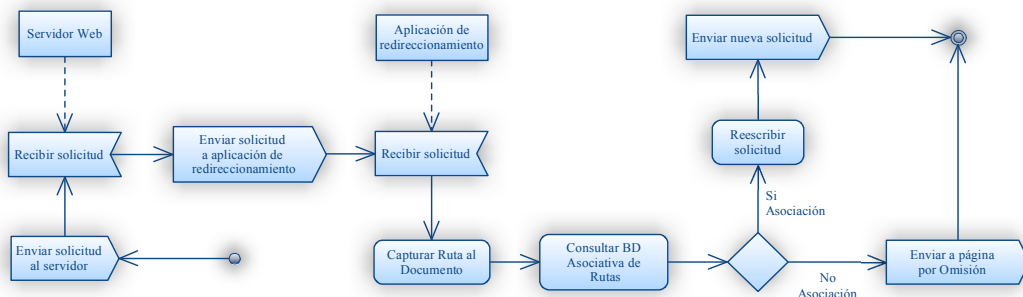 Servidor Web
Aplicación de
redireccionamiento
Enviar nueva solicitud
Recibir solicitud
Enviar solicitud
a aplicación de
redireccionamiento
Recibir solicitud
Reescribir
solicitud
Si
Asociación
Enviar solicitud
al servidor
Capturar Ruta al
Documento
Consultar BD
Asociativa de
Rutas
No
Asociación
Enviar a página
por Omisión